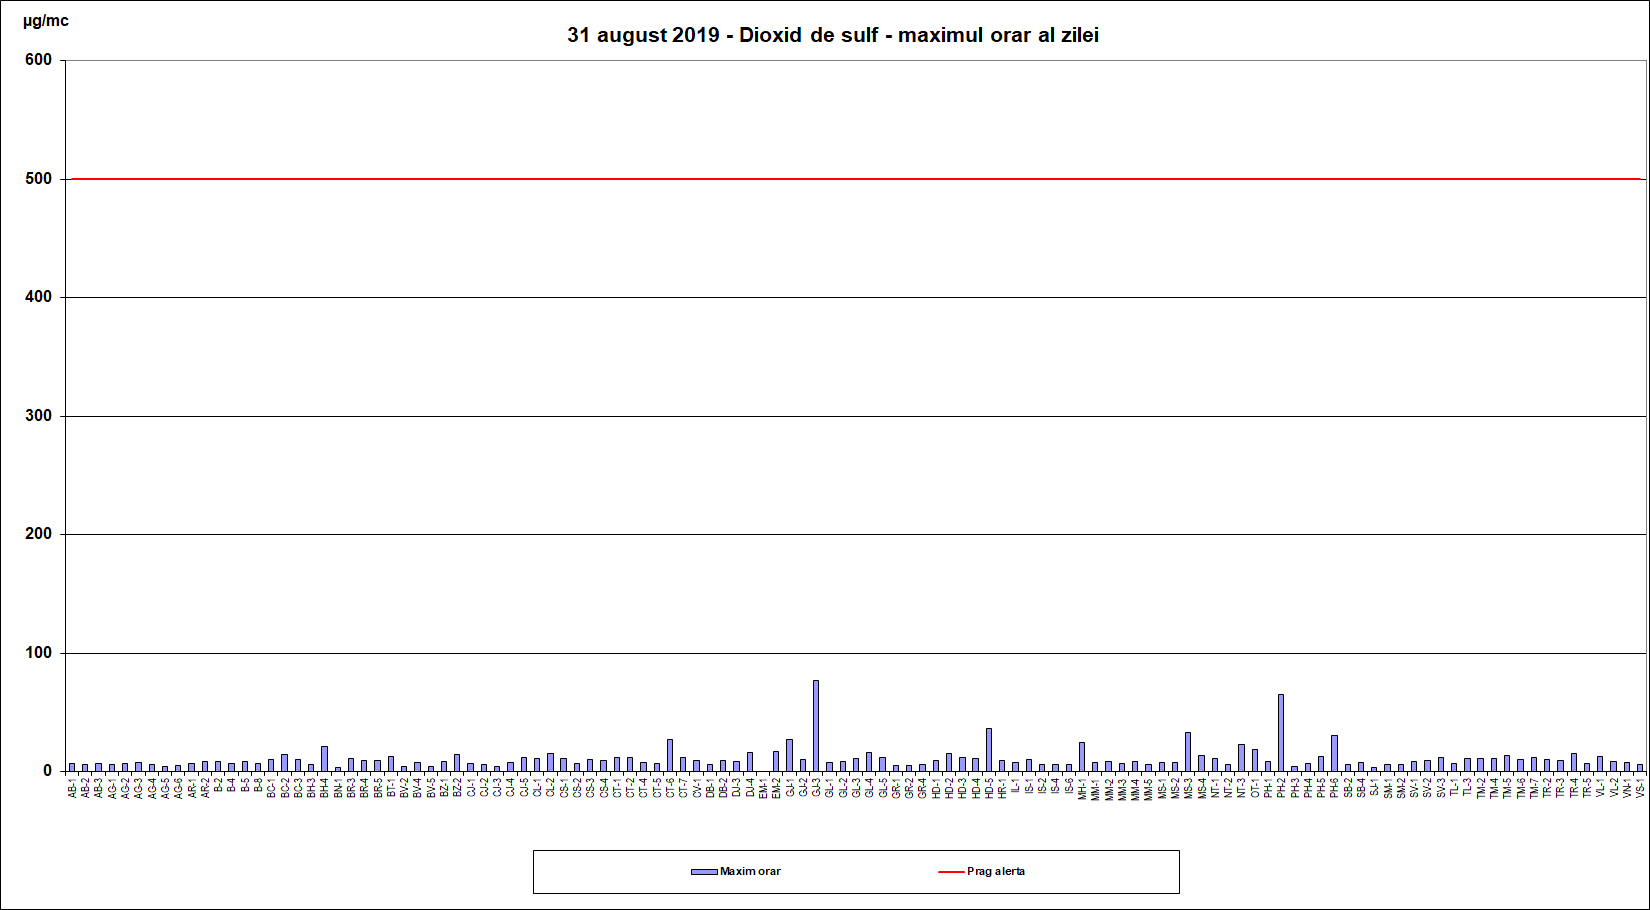 µg/mc
31 august 2019 - Dioxid de sulf - maximul orar al zilei
600
500
400
300
200
100
0
AB-1 AB-2 AB-3 AG-1 AG-2 AG-3 AG-4 AG-5 AG-6 AR-1 AR-2 B-2 B-4 B-5 B-8 BC-1 BC-2 BC-3 BH-3 BH-4 BN-1 BR-3 BR-4 BR-5 BT-1 BV-2 BV-4 BV-5 BZ-1 BZ-2 CJ-1 CJ-2 CJ-3 CJ-4 CJ-5 CL-1 CL-2 CS-1 CS-2 CS-3 CS-4 CT-1 CT-2 CT-4 CT-5 CT-6 CT-7 CV-1 DB-1 DB-2 DJ-3 DJ-4 EM-1 EM-2 GJ-1 GJ-2 GJ-3 GL-1 GL-2 GL-3 GL-4 GL-5 GR-1 GR-2 GR-4 HD-1 HD-2 HD-3 HD-4 HD-5 HR-1 IL-1 IS-1 IS-2 IS-4 IS-6 MH-1 MM-1 MM-2 MM-3 MM-4 MM-5 MS-1 MS-2 MS-3 MS-4 NT-1 NT-2 NT-3 OT-1 PH-1 PH-2 PH-3 PH-4 PH-5 PH-6 SB-2 SB-4 SJ-1 SM-1 SM-2 SV-1 SV-2 SV-3 TL-1 TL-3 TM-2 TM-4 TM-5 TM-6 TM-7 TR-2 TR-3 TR-4 TR-5 VL-1 VL-2 VN-1 VS-1
Maxim orar
Prag alerta